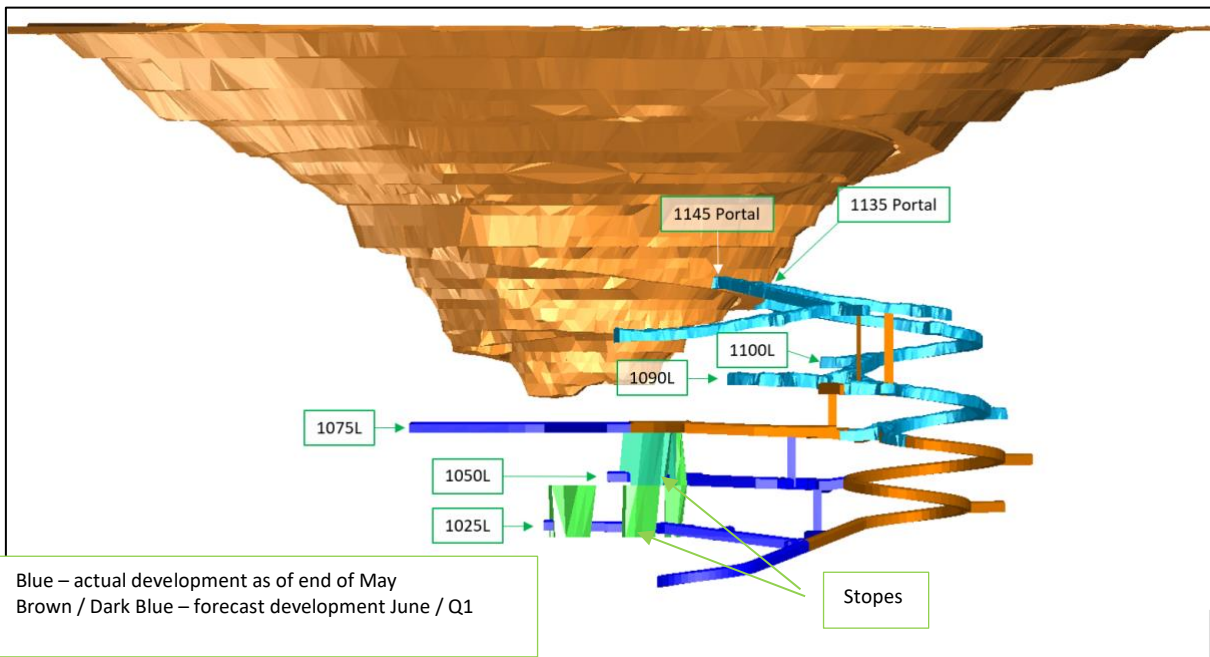 1145 Portal
1135 Portal
1100L
1090L
1075L
1050L
1025L
Blue – actual development as of end of May
Brown / Dark Blue – forecast development June / Q1
Stopes